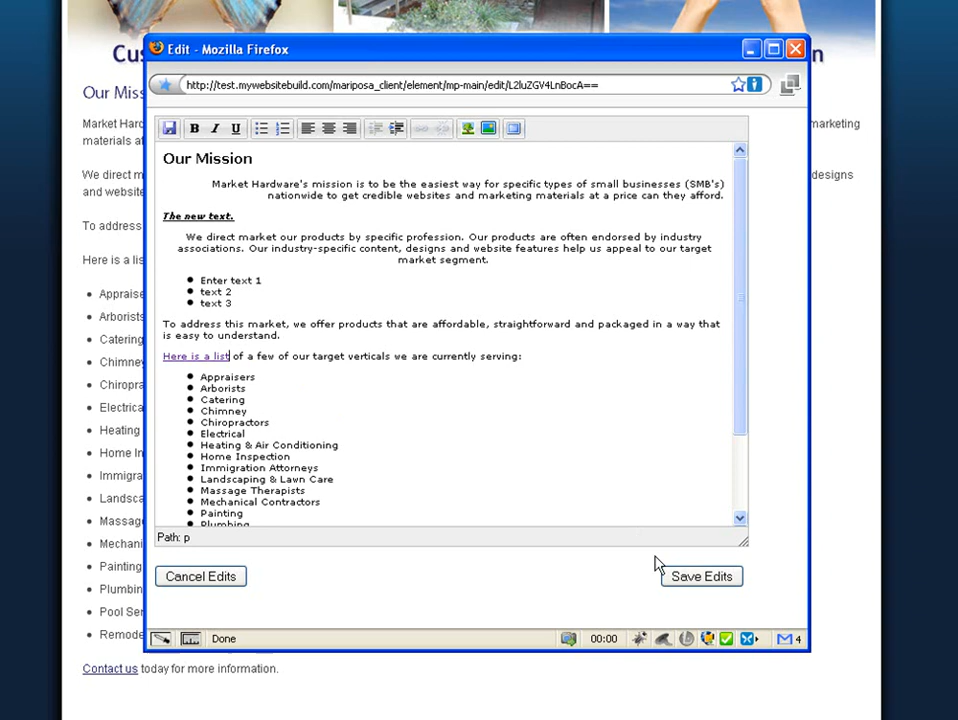 Cus
n
Edit - Mozilla Firefox
http://test.mywebsitebuild.com/mariposa_client/element/mp-main/edit/L2luZGV4LnBocA==
B I U
Our Mission
Market Hardware's mission is to be the easiest way for specific types of small businesses (SMB's)
nationwide to get credible websites and marketing materials at a price can they afford.
The new text.
We direct market our products by specific profession. Our products are often endorsed by industry
associations. Our industry-specific content, designs and website features help us appeal to our target
market segment.
Enter text 1
text 2
text 3
To address this market, we offer products that are affordable, straightforward and packaged in a way that
is easy to understand.
Here is a list of a few of our target verticals we are currently serving:
Appraisers
Arborists
Catering
Chimney
Chiropractors
Electrical
Heating & Air Conditioning
Home Inspection
Immigration Attorneys
Landscaping & Lawn Care
Massage Therapists
Mechanical Contractors
Painting
Plumbing
Path: p
Cancel Edits
Save Edits
Done
00:00
4
Our Miss
Market Hard
marketing
materials at
We direct m
designs
and website
To address
Here is a lis
Appraise
Arborists
Catering
Chimney
Chiropra
Electrica
Heating
Home In
Immigra
Landsca
Massage
Mechani
Painting
Plumbin
Pool Ser
Remode
Contact us today for more information.